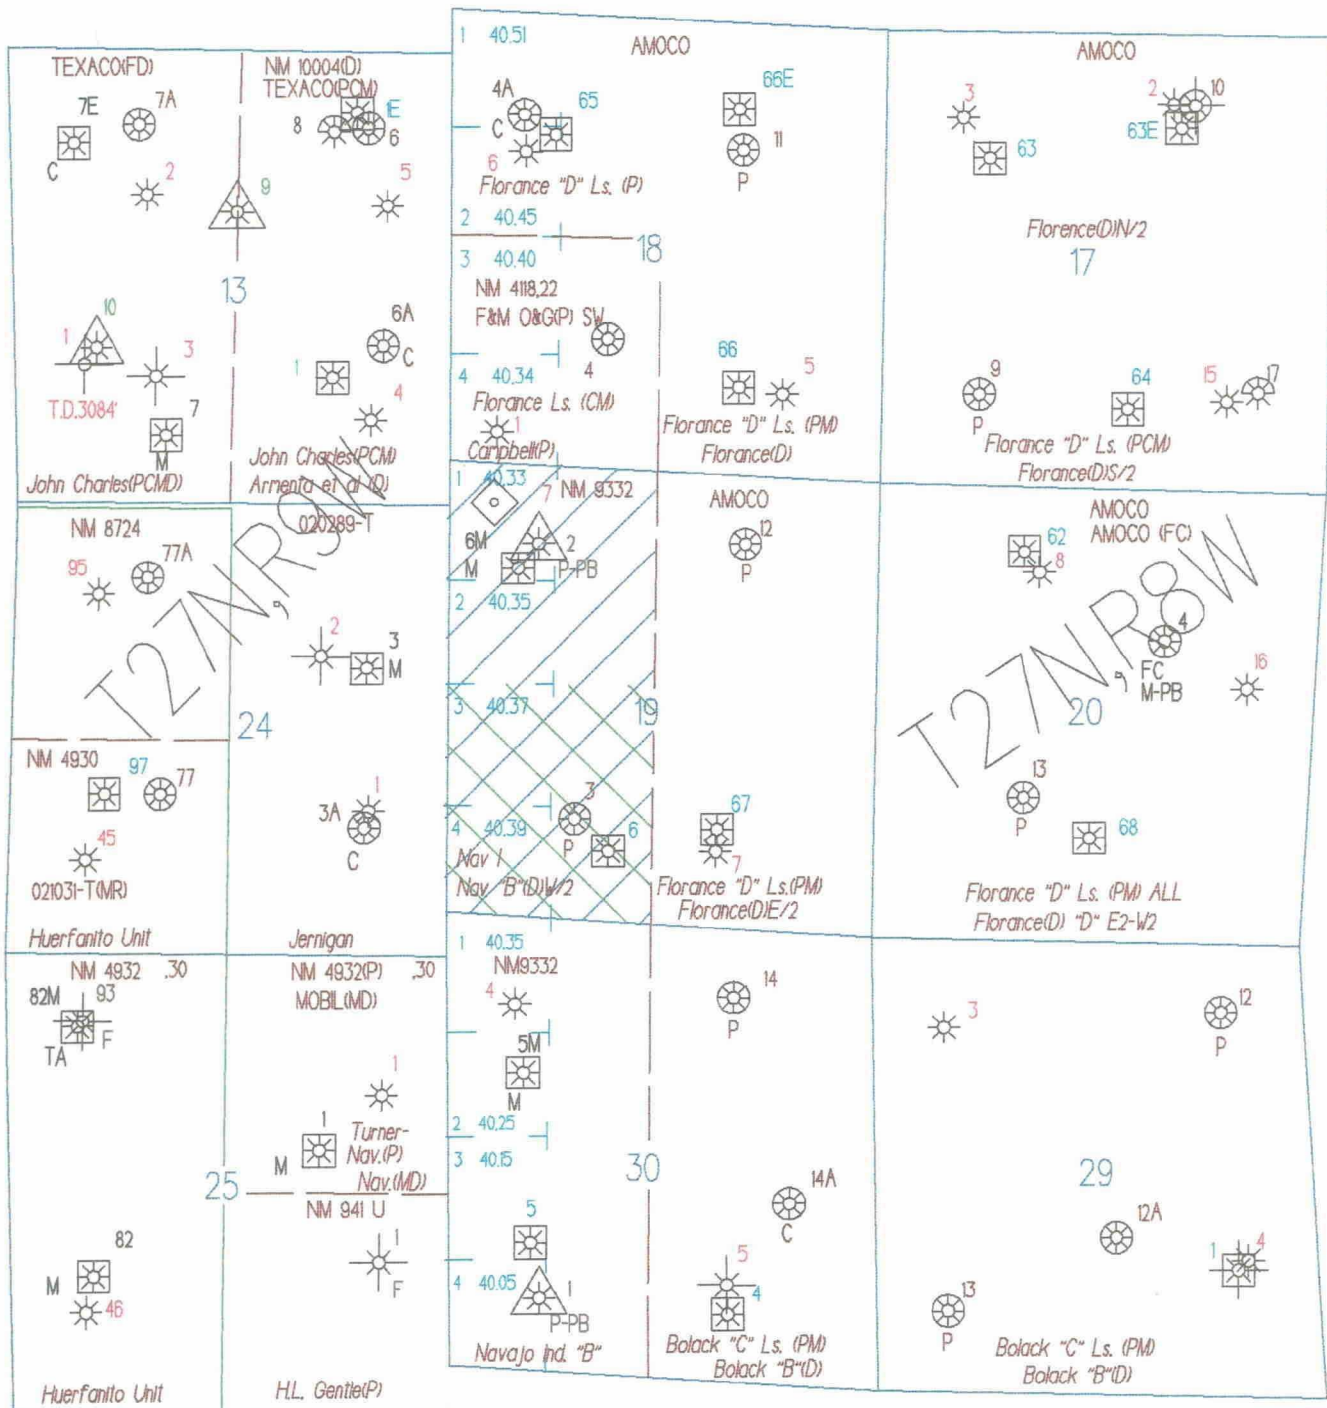 TEXACO(FD)
7E
7A
C
2
NM 10004(D)
TEXACO(PCM)
1E
8
6
9
5
13
10
1
3
T.D.3084'
7
M
John Charles(PCMD)
6A
C
1
4
John Charles(PCM)
Armenta et al (D)
1 40.51
AMOCO
4A
C
65
6
Florance "D" Ls. (P)
66E
11
P
2 40.45
3 40.40
18
NM 4118,22
F&M O&G(P) SW
4
4 40.34
Florance Ls. (CM)
1
Campbell(P)
66
5
Florance "D" Ls. (PM)
Florance(D)
AMOCO
3
63
2
10
63E
Florence(D)N/2
17
9
P
64
15
17
Florance "D" Ls. (PCM)
Florance(D)S/2
NM 8724
77A
95
T27N,R9W
020289-T
2
3
M
24
NM 4930
97
77
45
021031-T(MR)
Huerfanito Unit
1
3A
C
Jernigan
1 40.33
7
NM 9332
6M
M
2
P-PB
2 40.35
3 40.37
19
3
P
6
4 40.39
Nav I
Nav. "B"(D)W/2
AMOCO
12
P
67
7
Florance "D" Ls.(PM)
Florance(D)E/2
AMOCO
AMOCO (FC)
62
8
4
FC
M-PB
16
T27N,R8W
20
13
P
68
Florance "D" Ls. (PM) ALL
Florance(D) "D" E2-W2
NM 4932 .30
82M
93
F
TA
NM 4932(P) .30
MOBIL(MD)
1
1
M
Turner-
Nav.(P)
Nav.(MD)
25
NM 941 U
82
M
46
Huerfanito Unit
1
F
H.L. Gentle(P)
1 40.35
NM9332
4
5M
M
2 40.25
3 40.15
30
5
4 40.05
1
P-PB
Navajo Ind. "B"
14
P
14A
C
5
4
Bolack "C" Ls. (PM)
Bolack "B"(D)
3
12
P
29
12A
1
4
13
P
Bolack "C" Ls. (PM)
Bolack "B"(D)